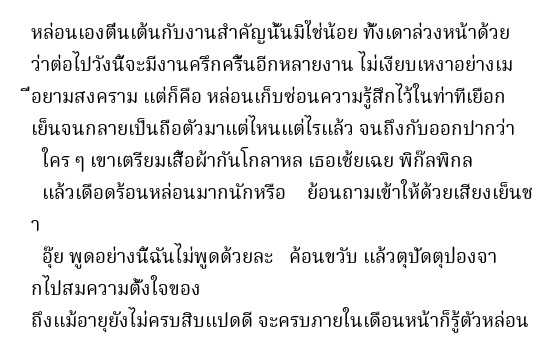 หล่อนเองตื่นเต้นกับงานสำคัญนั้นมิใช่น้อย ทั้งเดาล่วงหน้าด้วย
ว่าต่อไปวังนี้จะมีงานครึกครื้นอีกหลายงาน ไม่เงียบเหงาอย่างเม
ื่อยามสงคราม แต่ก็คือ หล่อนเก็บซ่อนความรู้สึกไว้ในท่าทีเยือก
เย็นจนกลายเป็นถือตัวมาแต่ไหนแต่ไรแล้ว จนถึงกับออกปากว่า
ใคร ๆ เขาเตรียมเสื้อผ้ากันโกลาหล เธอเชยเฉย พิก๊ลพิกล
แล้วเดือดร้อนหล่อนมากนักหรือ ย้อนถามเข้าให้ด้วยเสียงเย็นช
า
อุ๊ย พูดอย่างนี้ฉันไม่พูดด้วยละ ค้อนขวับ แล้วตุปัดตุปองจา
กไปสมความตั้งใจของ
ถึงแม้อายุยังไม่ครบสิบแปดดี จะครบภายในเดือนหน้าก็รู้ตัวหล่อน